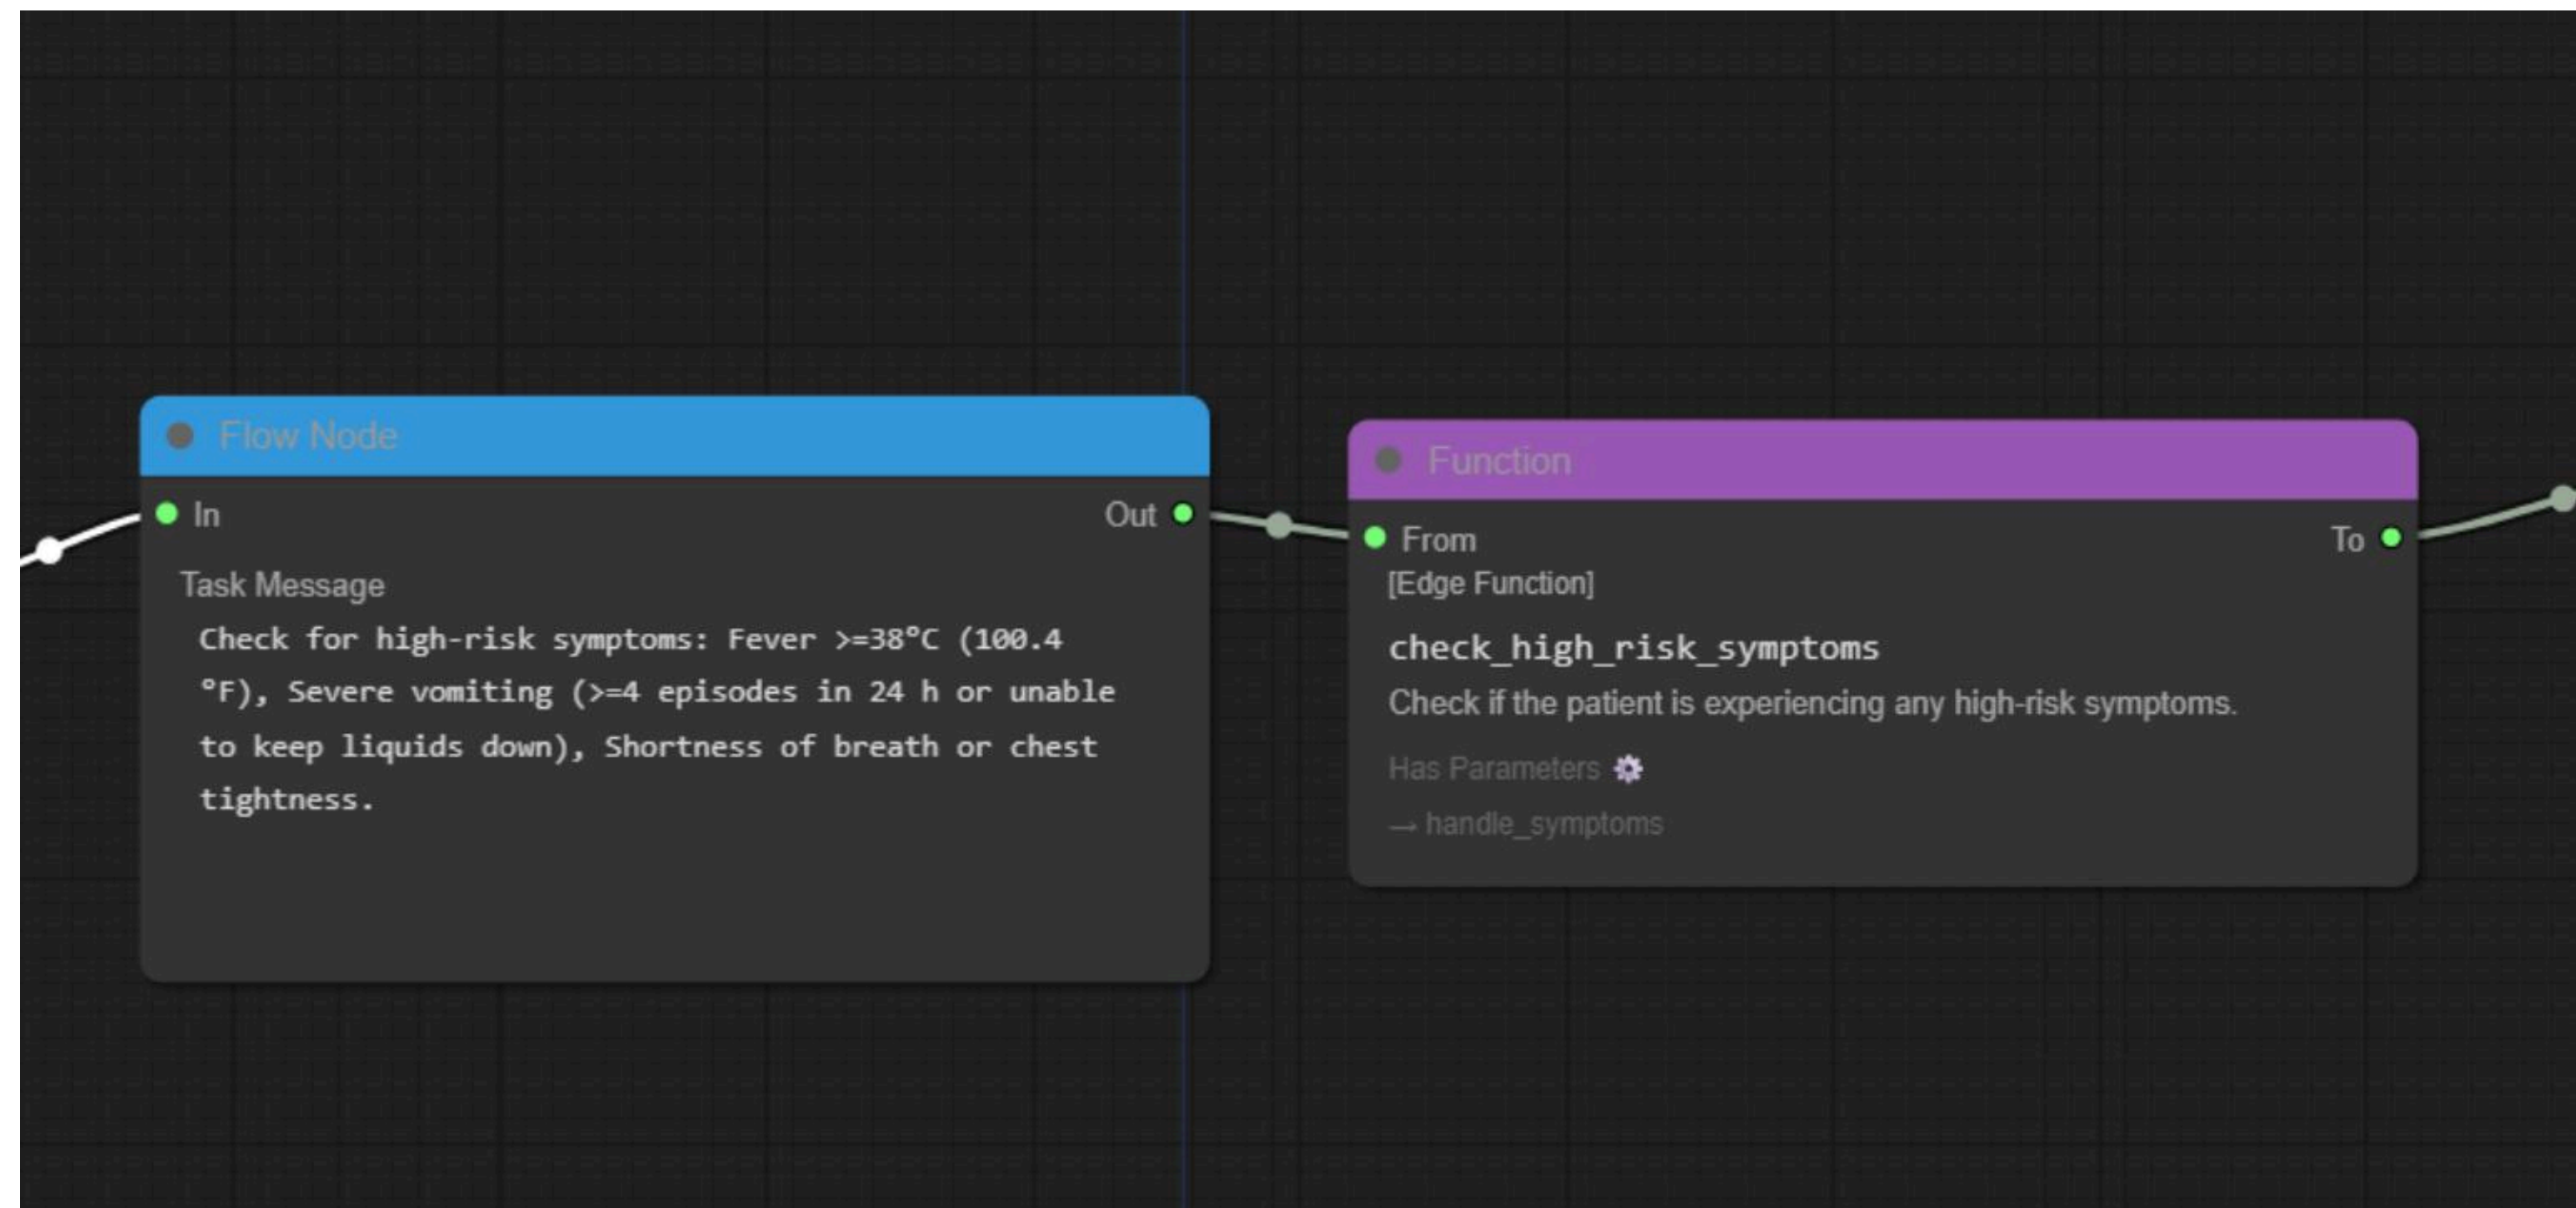 Flow Node
In
Out
Task Message
Check for high-risk symptoms: Fever >=38°C (100.4
°F), Severe vomiting (>=4 episodes in 24 h or unable
to keep liquids down), Shortness of breath or chest
tightness.
Function
From
To
[Edge Function]
check_high_risk_symptoms
Check if the patient is experiencing any high-risk symptoms.
Has Parameters
→ handle_symptoms